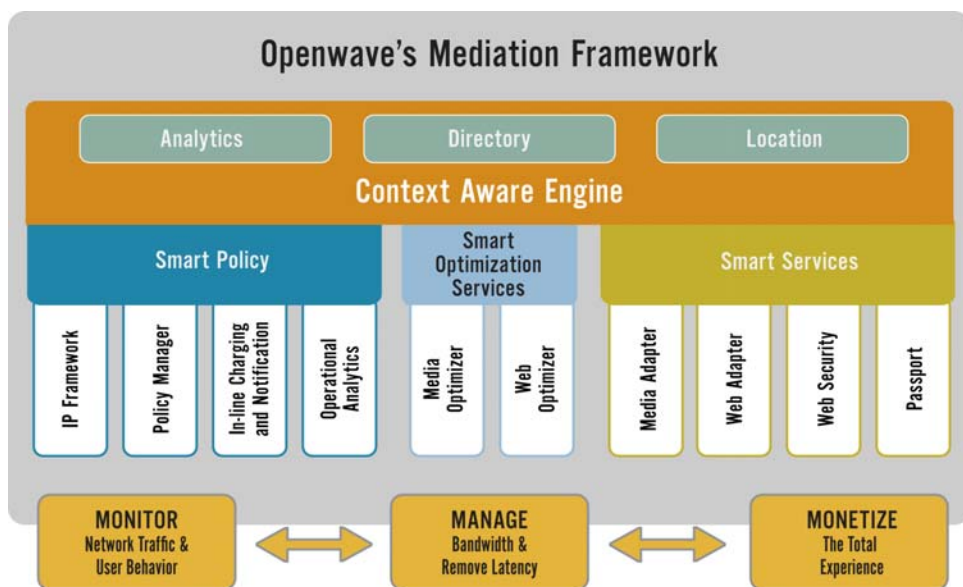 Openwave's Mediation Framework
Analytics
Directory
Location
Context Aware Engine
Smart Policy
Smart
Optimization
Services
Smart Services
IP Framework
Policy Manager
In-line Charging
and Notification
Operational
Analytics
Media
Optimizer
Web
Optimizer
Media Adapter
Web Adapter
Web Security
Passport
MONITOR
Network Traffic &
User Behavior
MANAGE
Bandwidth &
Remove Latency
MONETIZE
The Total
Experience